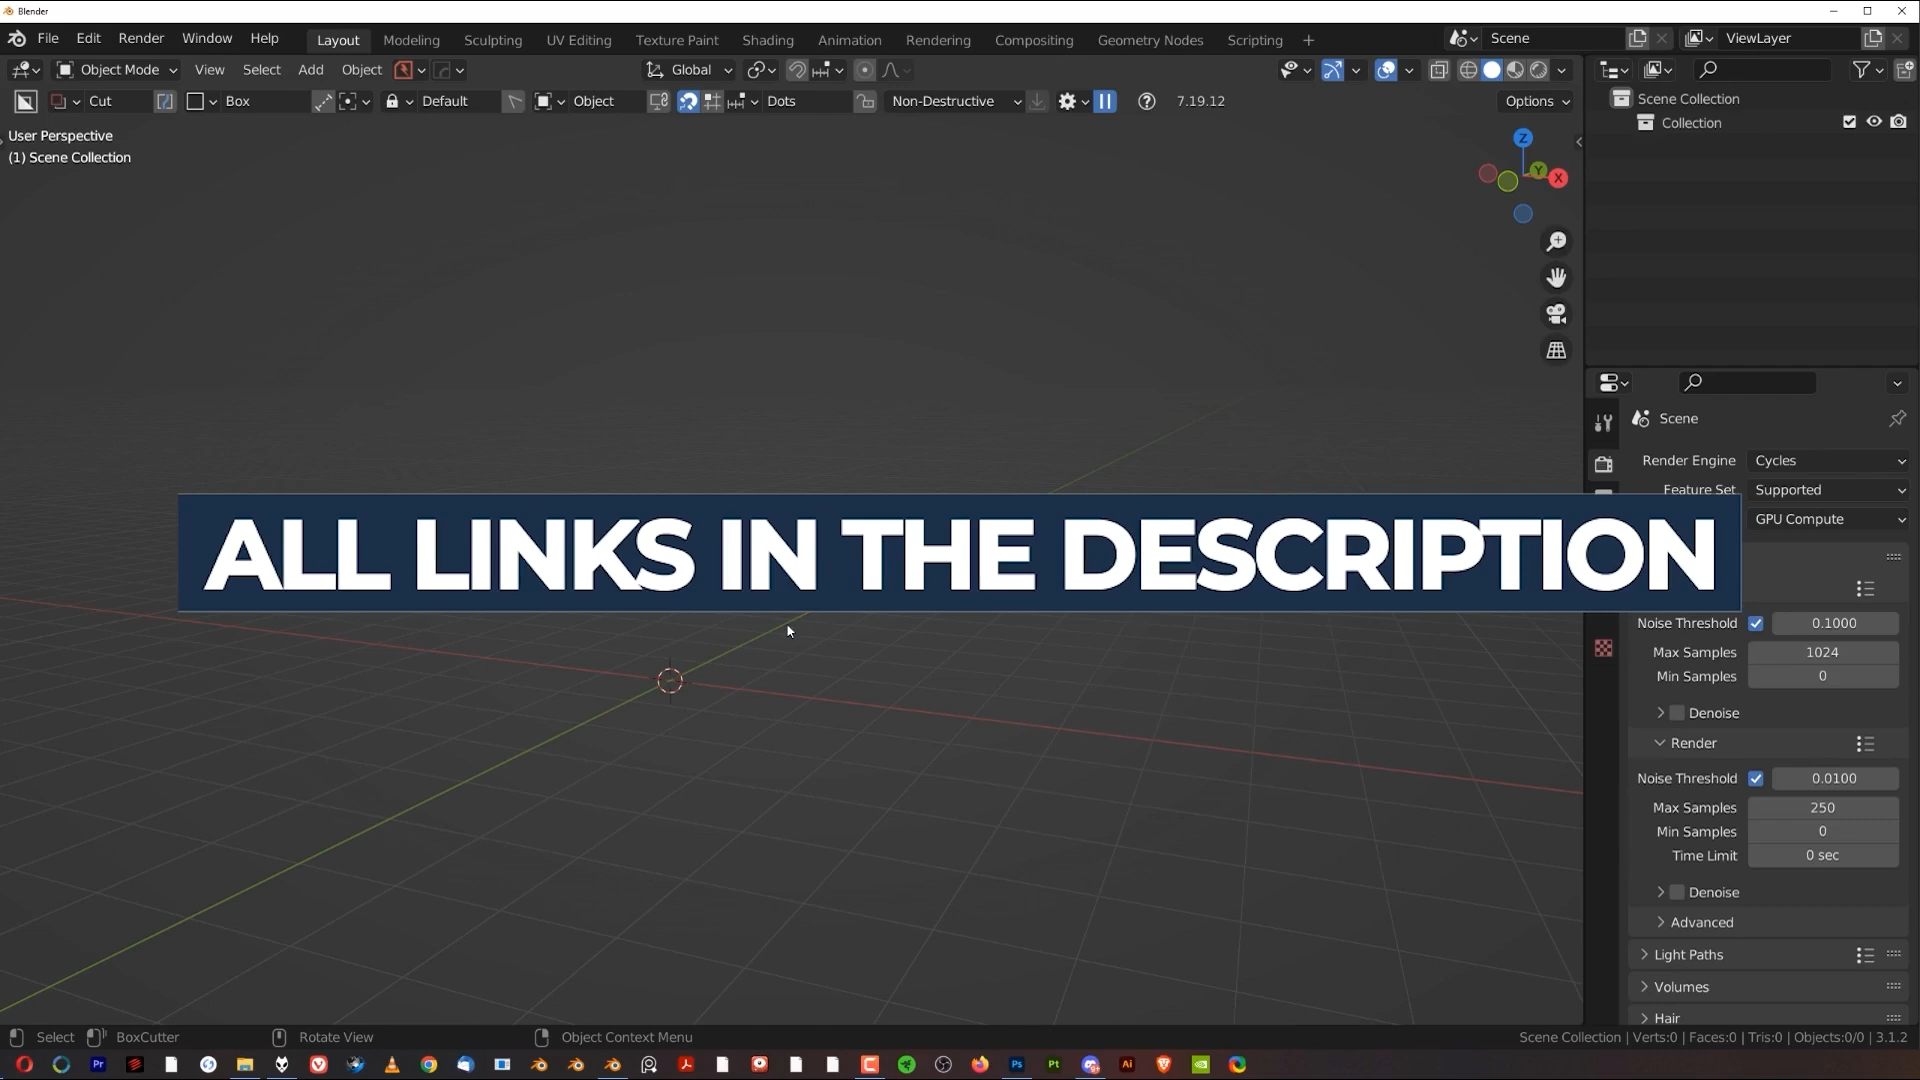 Blender
File Edit Render Window Help Layout Modeling Sculpting UV Editing Texture Paint Shading Animation Rendering Compositing Geometry Nodes Scripting + Scene ViewLayer
Object Mode View Select Add Object Global
Cut Box Default Object Dots Non-Destructive 7.19.12 Options
User Perspective
(1) Scene Collection
Z
Y
X
Scene Collection
Collection
Scene
Render Engine Cycles
Feature Set Supported
GPU Compute
ALL LINKS IN THE DESCRIPTION
Noise Threshold 0.1000
Max Samples 1024
Min Samples 0
Denoise
Render
Noise Threshold 0.0100
Max Samples 250
Min Samples 0
Time Limit 0 sec
Denoise
Advanced
Light Paths
Volumes
Hair
Select BoxCutter Rotate View Object Context Menu Scene Collection | Verts:0 | Faces:0 | Tris:0 | Objects:0/0 | 3.1.2
Pr Ps Pt Ai